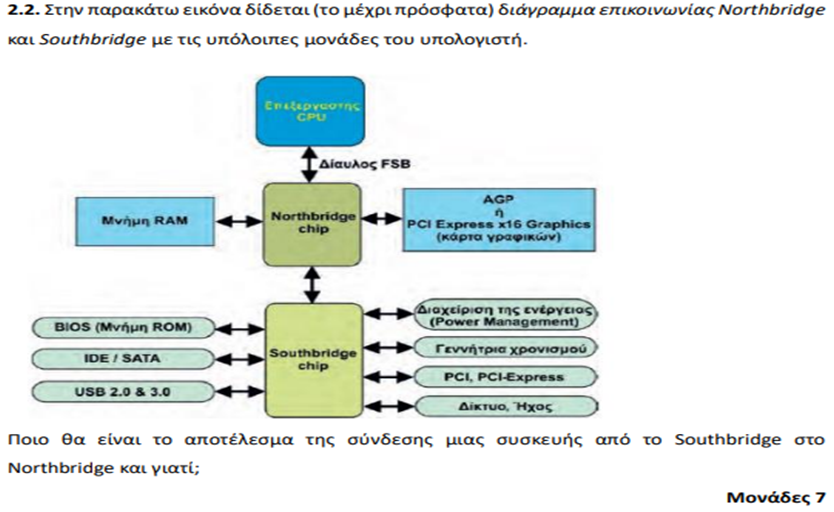 2.2. Στην παρακάτω εικόνα δίδεται (το μέχρι πρόσφατα) διάγραμμα επικοινωνίας Northbridge
και Southbridge με τις υπόλοιπες μονάδες του υπολογιστή.
Επεξεργαστης
CPU
Δίαυλος FSB
Μνήμη RAM
Northbridge
chip
AGP
ή
PCI Express x16 Graphics
(κάρτα γραφικών)
BIOS (Μνήμη ROM)
IDE / SATA
USB 2.0 & 3.0
Southbridge
chip
Διαχείριση της ενέργειας
(Power Management)
Γεννήτρια χρονισμού
PCI, PCI-Express
Δίκτυο, Ήχος
Ποιο θα είναι το αποτέλεσμα της σύνδεσης μιας συσκευής από το Southbridge στο
Northbridge και γιατί;
Μονάδες 7